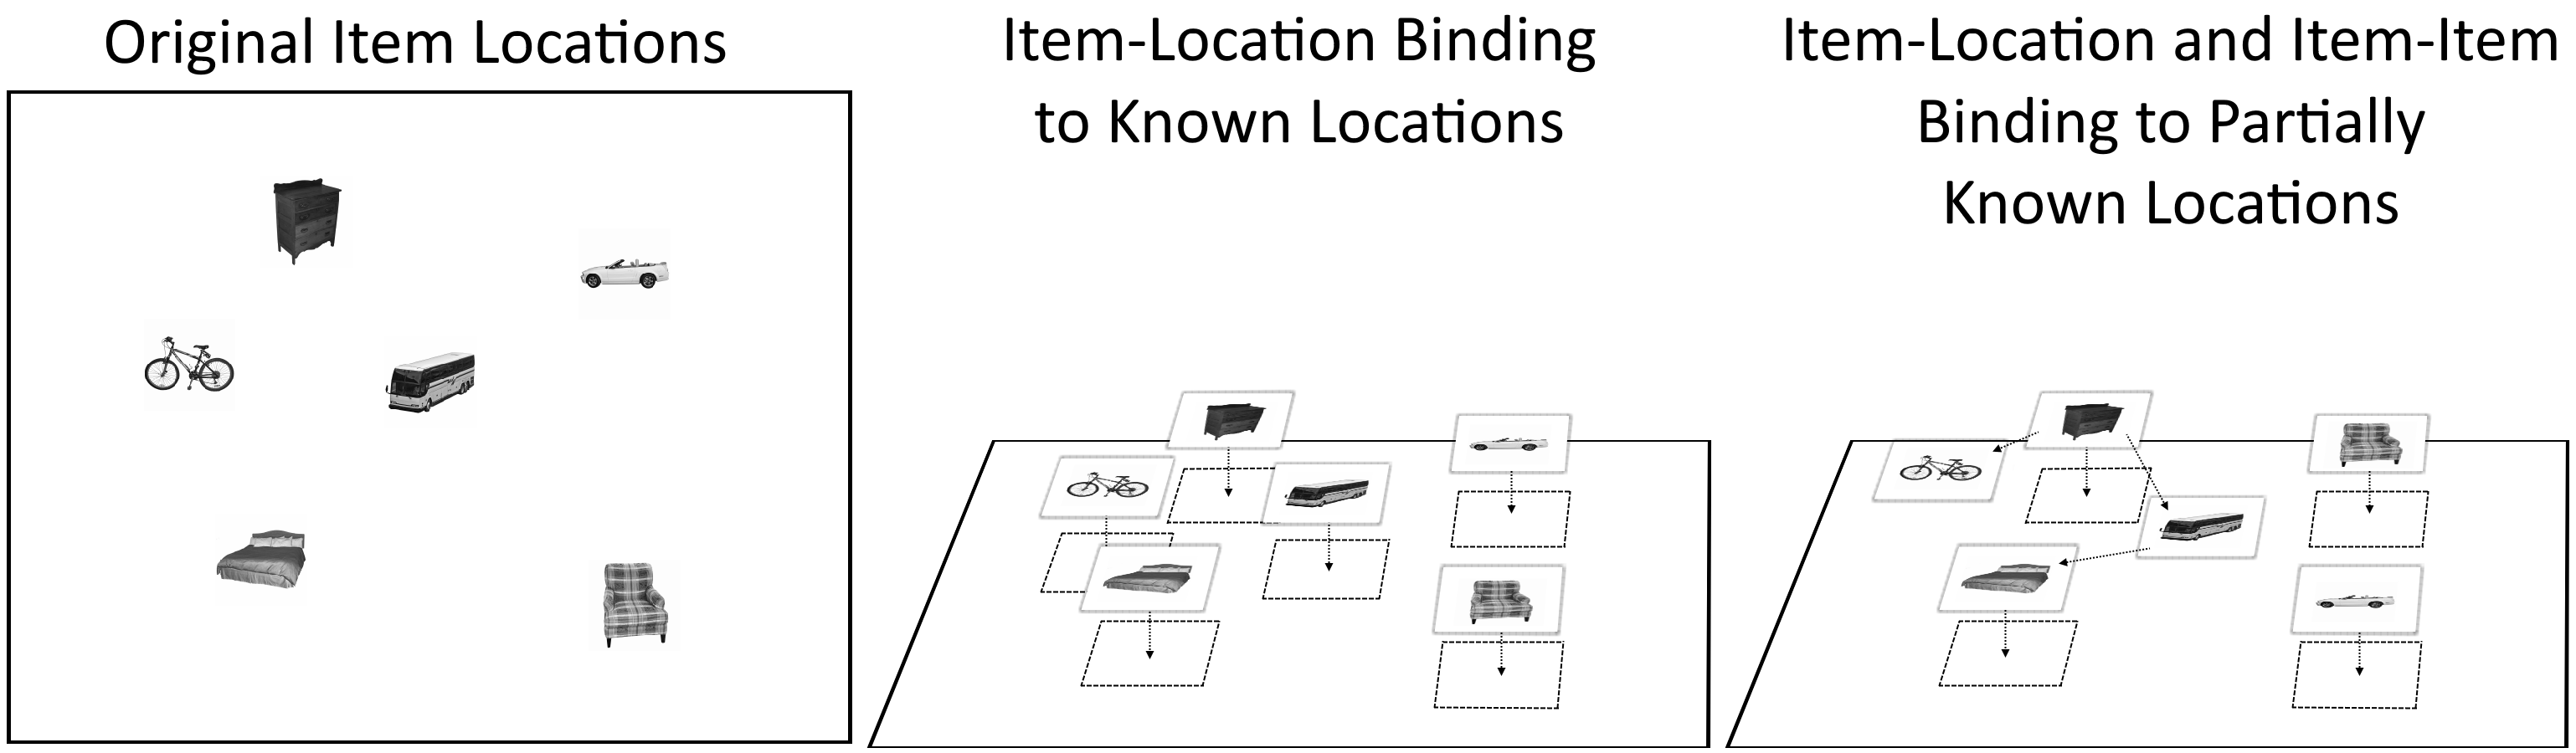 Original Item Locations
Item-Location Binding
to Known Locations
Item-Location and Item-Item
Binding to Partially
Known Locations